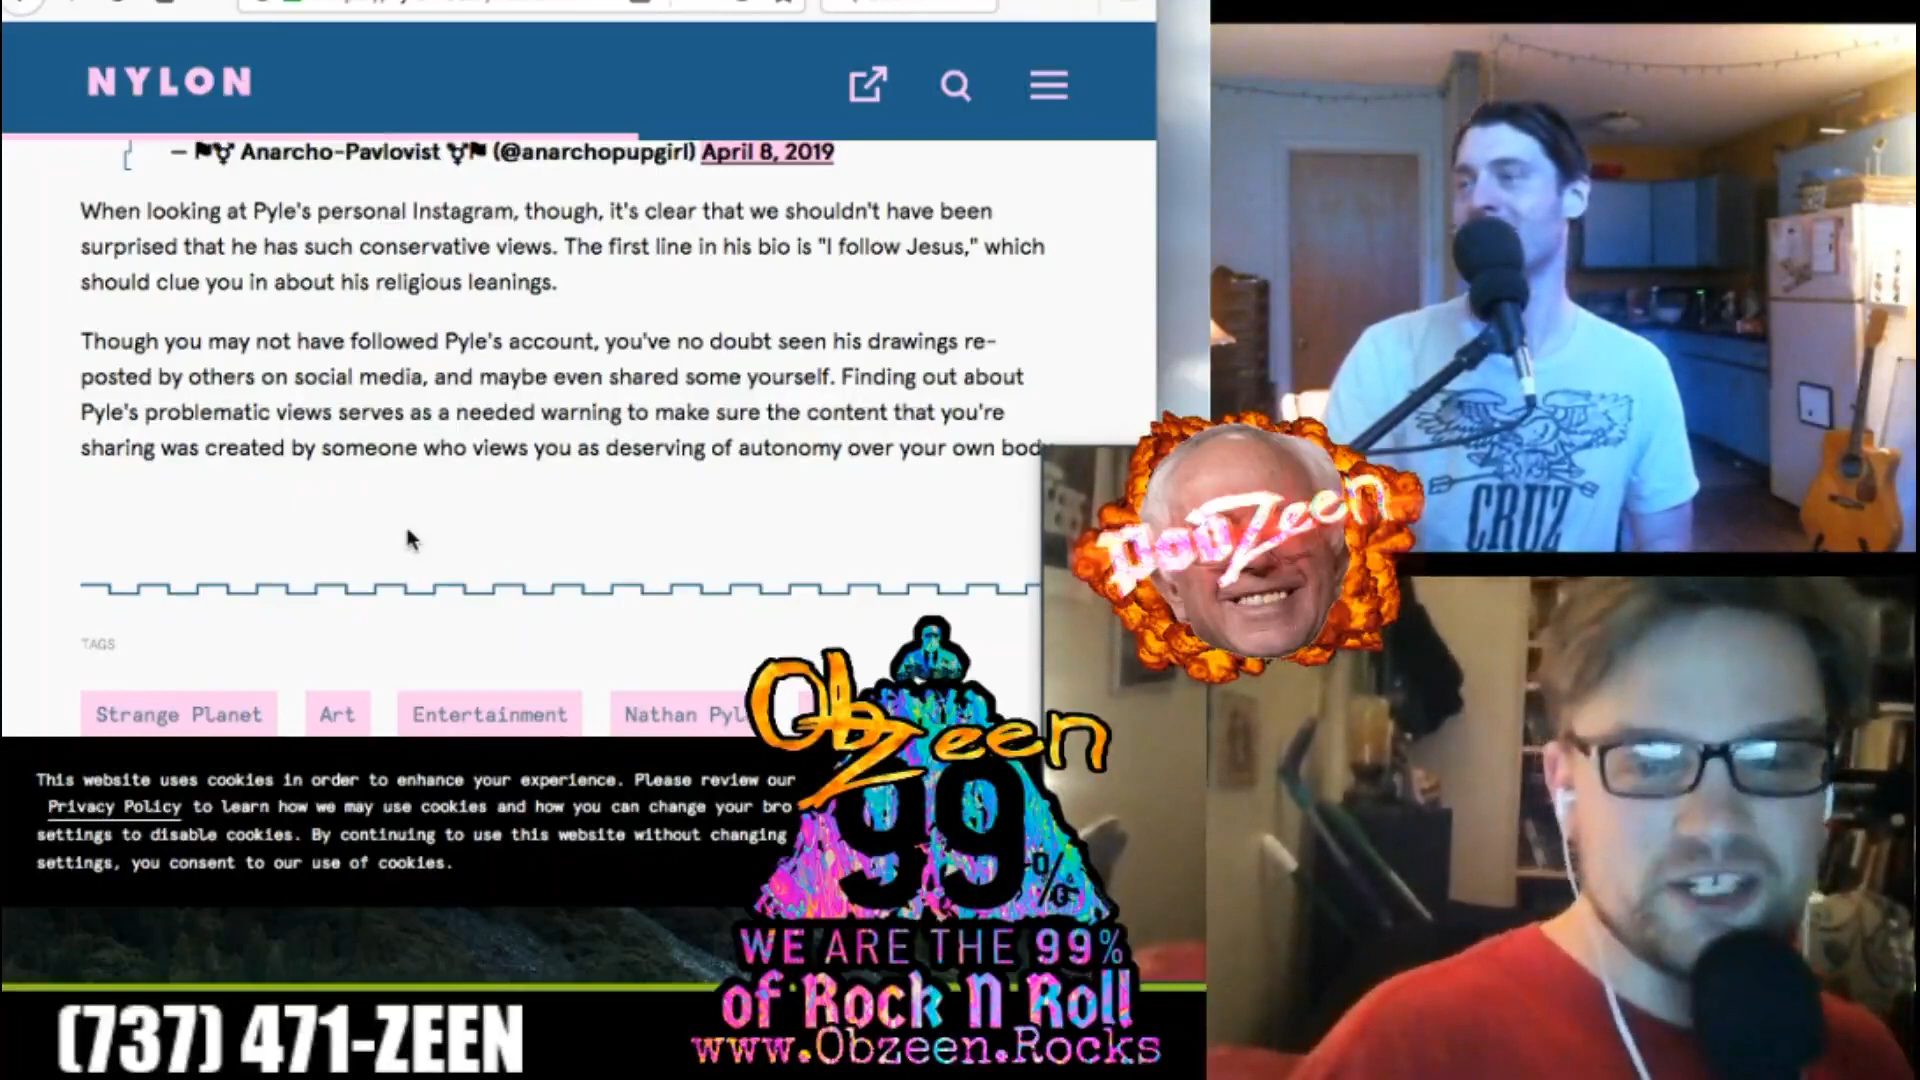 NYLON
— Anarcho-Pavlovist (@anarchopupgirl) April 8, 2019
When looking at Pyle's personal Instagram, though, it's clear that we shouldn't have been
surprised that he has such conservative views. The first line in his bio is "I follow Jesus," which
should clue you in about his religious leanings.
Though you may not have followed Pyle's account, you've no doubt seen his drawings re-
posted by others on social media, and maybe even shared some yourself. Finding out about
Pyle's problematic views serves as a needed warning to make sure the content that you're
sharing was created by someone who views you as deserving of autonomy over your own body
TAGS
Strange Planet
Art
Entertainment
Nathan Pyl
This website uses cookies in order to enhance your experience. Please review our
Privacy Policy to learn how we may use cookies and how you can change your bro
settings to disable cookies. By continuing to use this website without changing
settings, you consent to our use of cookies.
(737) 471-ZEEN
ObZeen
99%
WE ARE THE 99%
of Rock N Roll
www.Obzeen.Rocks
PodZeen
CRUZ